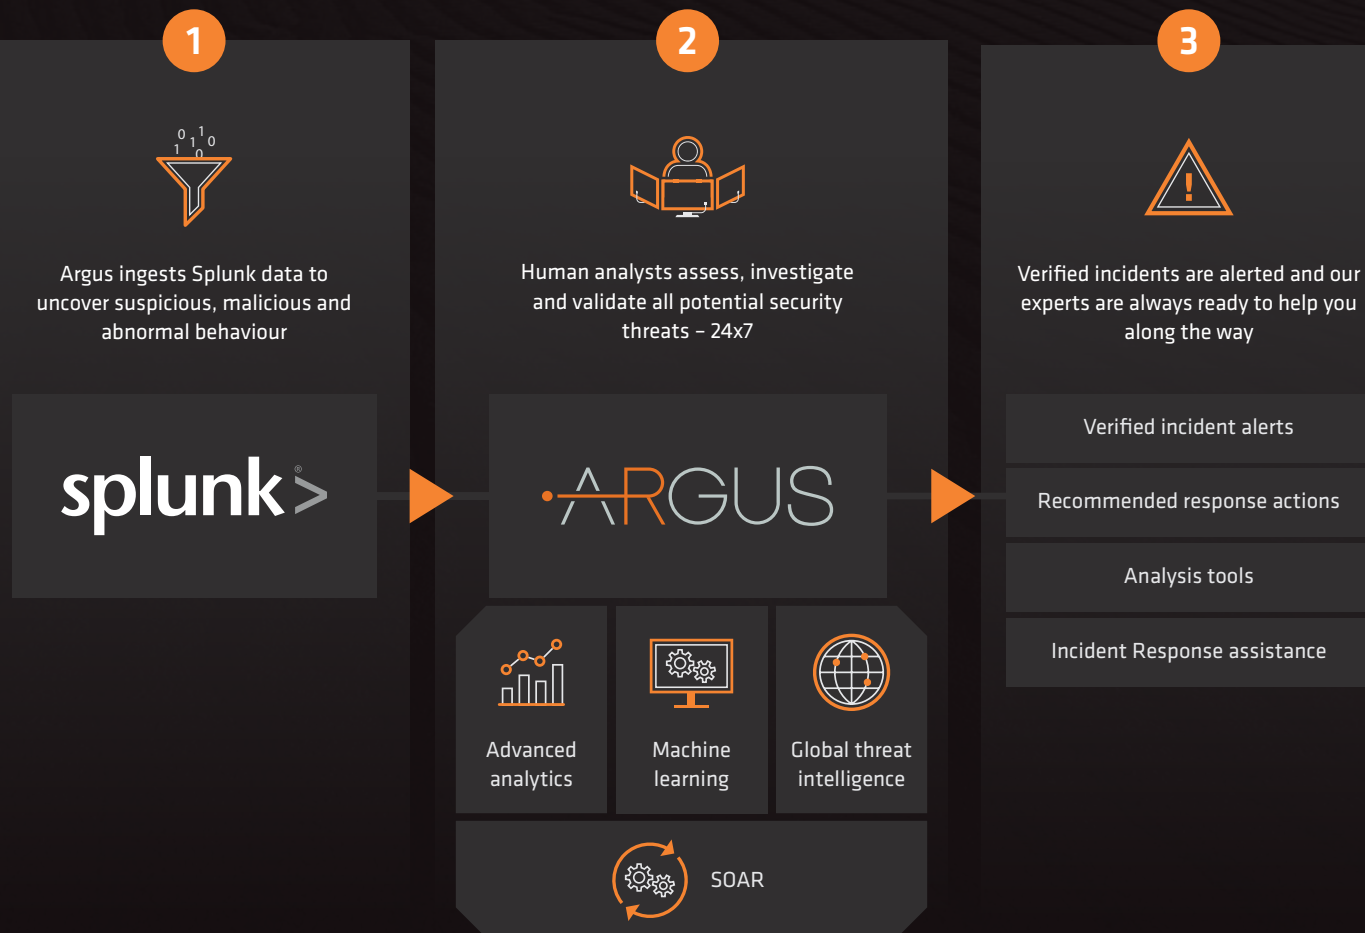 1
0 1
1 1 0
0
Argus ingests Splunk data to
uncover suspicious, malicious and
abnormal behaviour
splunk®>
2
Human analysts assess, investigate
and validate all potential security
threats – 24x7
ARGUS
Advanced
analytics
Machine
learning
Global threat
intelligence
SOAR
3
!
Verified incidents are alerted and our
experts are always ready to help you
along the way
Verified incident alerts
Recommended response actions
Analysis tools
Incident Response assistance